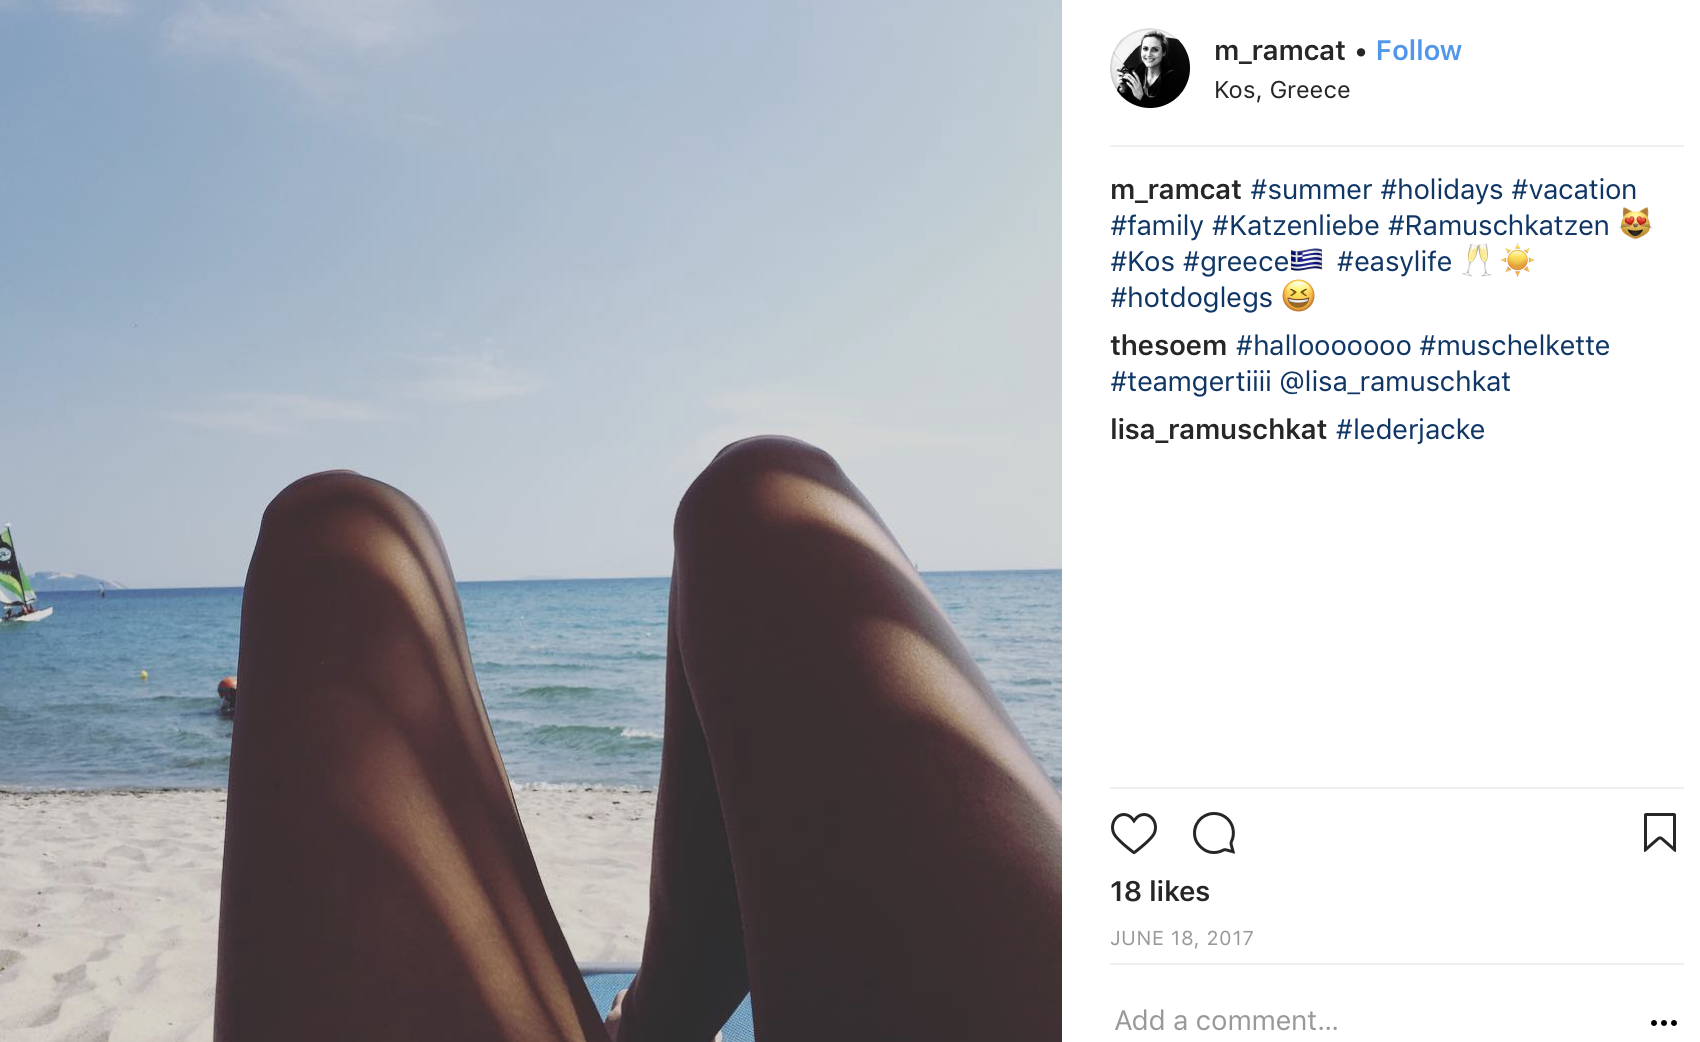 m_ramcat • Follow
Kos, Greece
m_ramcat #summer #holidays #vacation
#family #Katzenliebe #Ramuschkatzen 😻
#Kos #greece🇬🇷 #easylife 🥂 ☀️
#hotdoglegs 😆
thesoem #hallooooooo #muschelkette
#teamgertiiii @lisa_ramuschkat
lisa_ramuschkat #lederjacke
18 likes
JUNE 18, 2017
Add a comment...